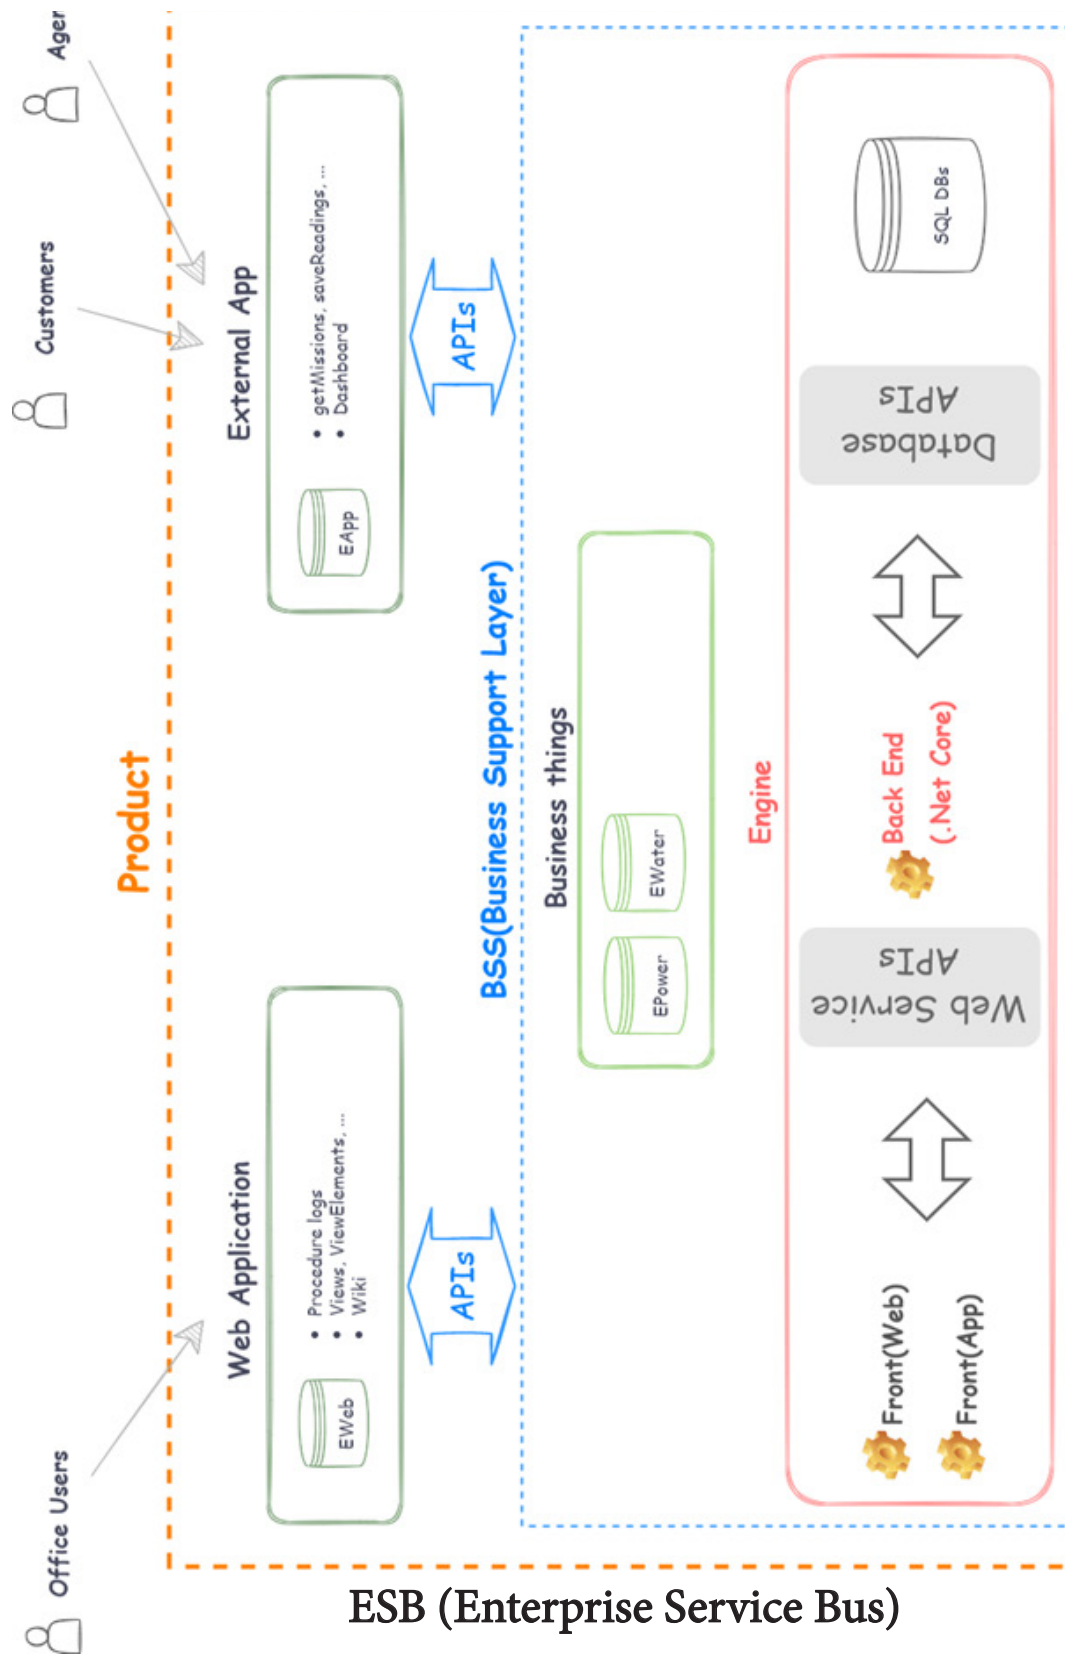 Office Users
Customers
Agen
Product
Web Application
EWeb
• Procedure logs
• Views, ViewElements, ...
• Wiki
External App
EApp
• getMissions, saveReadings, ...
• Dashboard
APIs
APIs
BSS(Business Support Layer)
Business things
EPower
EWater
Engine
Front(Web)
Front(App)
Web Service
APIs
Back End
(.Net Core)
Database
APIs
SQL DBs
ESB (Enterprise Service Bus)